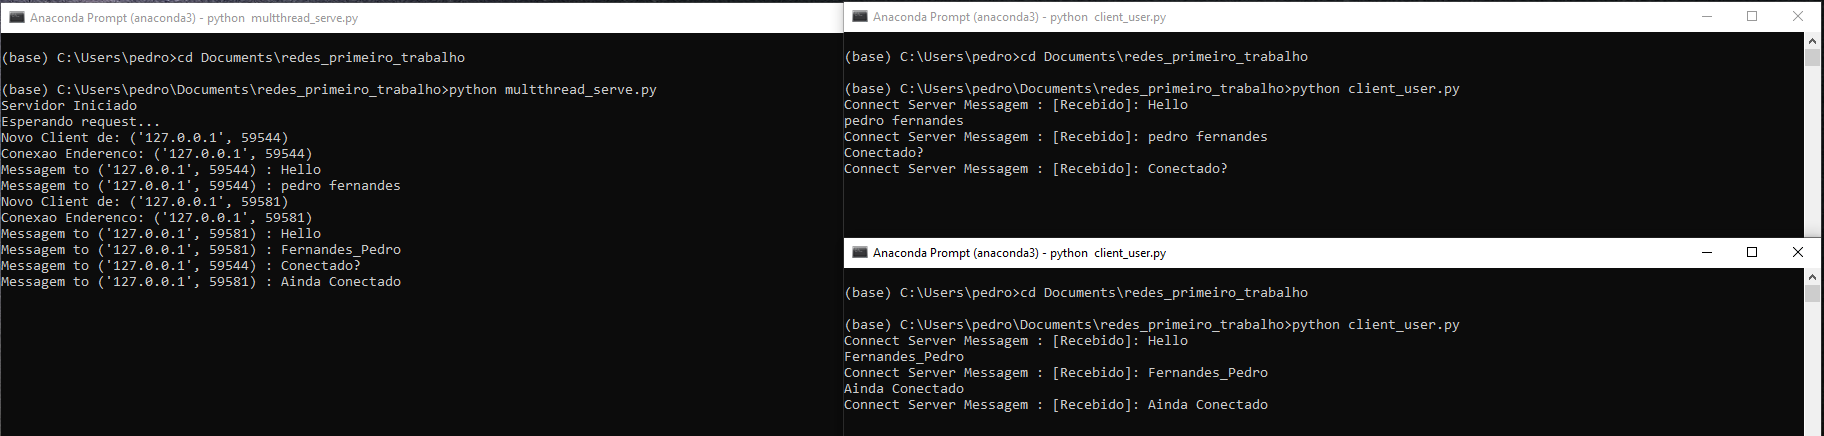 Anaconda Prompt (anaconda3) - python  multthread_serve.py
(base) C:\Users\pedro>cd Documents\redes_primeiro_trabalho
(base) C:\Users\pedro\Documents\redes_primeiro_trabalho>python multthread_serve.py
Servidor Iniciado
Esperando request...
Novo Client de: ('127.0.0.1', 59544)
Conexao Enderenco: ('127.0.0.1', 59544)
Messagem to ('127.0.0.1', 59544) : Hello
Messagem to ('127.0.0.1', 59544) : pedro fernandes
Novo Client de: ('127.0.0.1', 59581)
Conexao Enderenco: ('127.0.0.1', 59581)
Messagem to ('127.0.0.1', 59581) : Hello
Messagem to ('127.0.0.1', 59581) : Fernandes_Pedro
Messagem to ('127.0.0.1', 59544) : Conectado?
Messagem to ('127.0.0.1', 59581) : Ainda Conectado
Anaconda Prompt (anaconda3) - python  client_user.py
(base) C:\Users\pedro>cd Documents\redes_primeiro_trabalho
(base) C:\Users\pedro\Documents\redes_primeiro_trabalho>python client_user.py
Connect Server Messagem : [Recebido]: Hello
pedro fernandes
Connect Server Messagem : [Recebido]: pedro fernandes
Conectado?
Connect Server Messagem : [Recebido]: Conectado?
Anaconda Prompt (anaconda3) - python  client_user.py
(base) C:\Users\pedro>cd Documents\redes_primeiro_trabalho
(base) C:\Users\pedro\Documents\redes_primeiro_trabalho>python client_user.py
Connect Server Messagem : [Recebido]: Hello
Fernandes_Pedro
Connect Server Messagem : [Recebido]: Fernandes_Pedro
Ainda Conectado
Connect Server Messagem : [Recebido]: Ainda Conectado